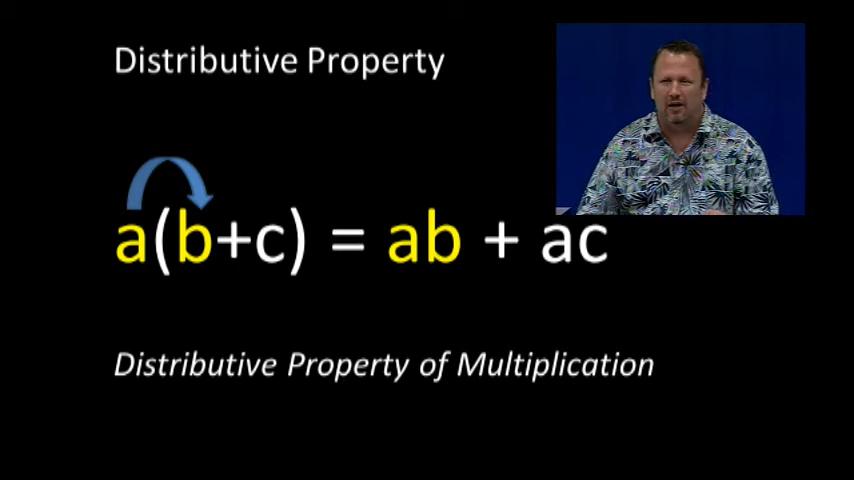 Distributive Property
a(b+c) = ab + ac
Distributive Property of Multiplication